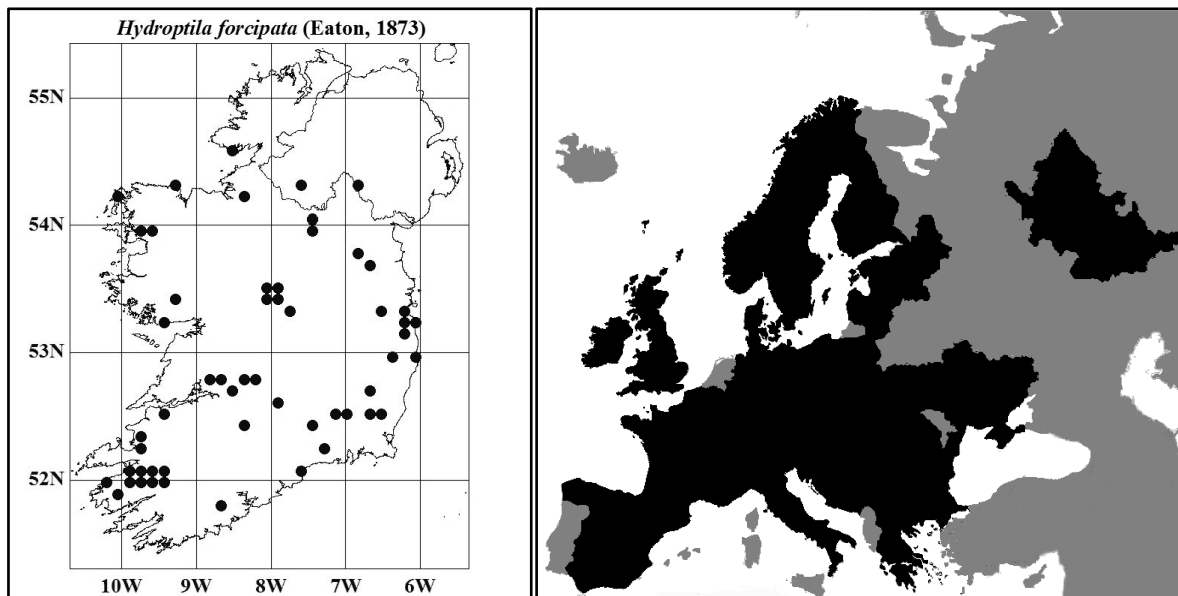 Hydroptila forcipata (Eaton, 1873)
55N
54N
53N
52N
10W 9W 8W 7W 6W